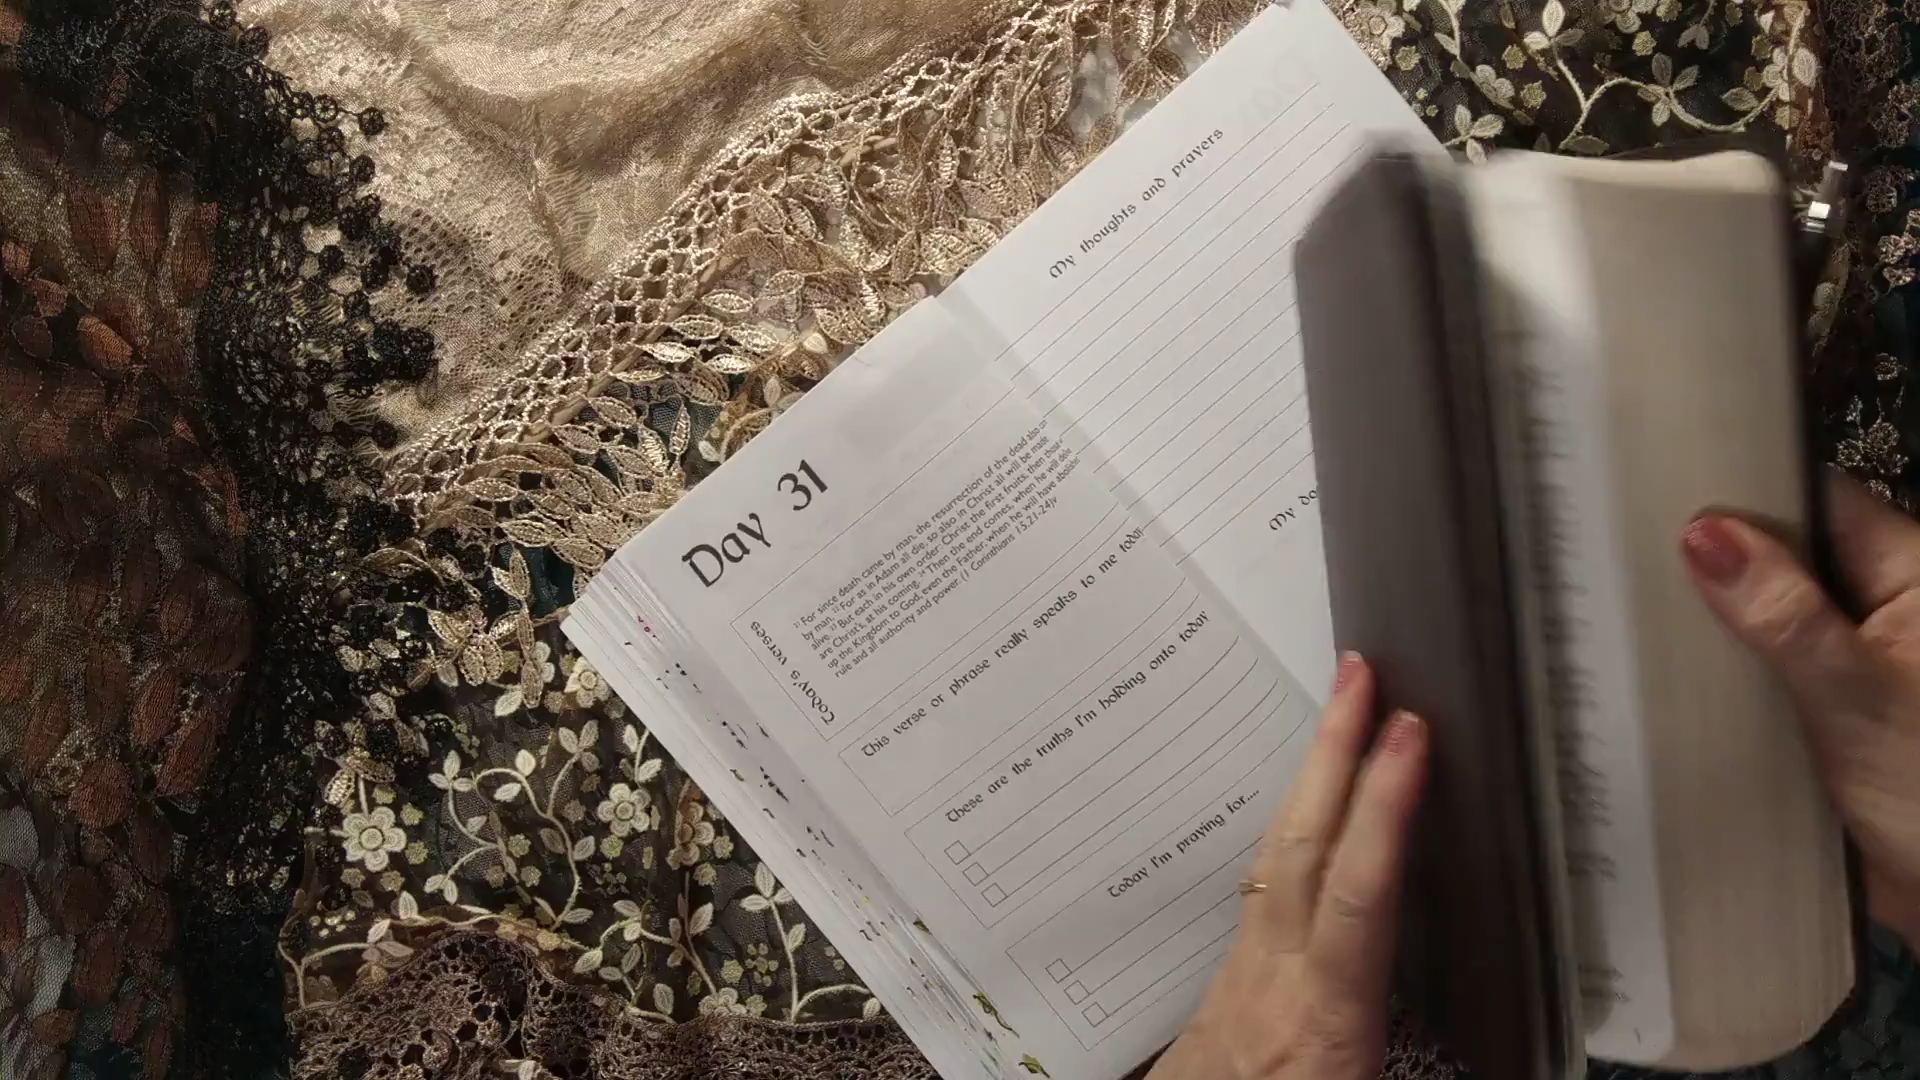 Day 31
Today's verses
²¹ For since death came by man, the resurrection of the dead also
by man. ²² For as in Adam all die, so also in Christ all will be made
alive. ²³ But each in his own order: Christ the first fruits, then those
are Christ's, at his coming. ²⁴ Then the end comes, when he will
up the Kingdom to God, even the Father, when he will have abolished
rule and all authority and power. (1 Corinthians 15.21-24)
This verse or phrase really speaks to me today
These are the truths I'm holding onto today
Today I'm praying for....
My thoughts and prayers
My